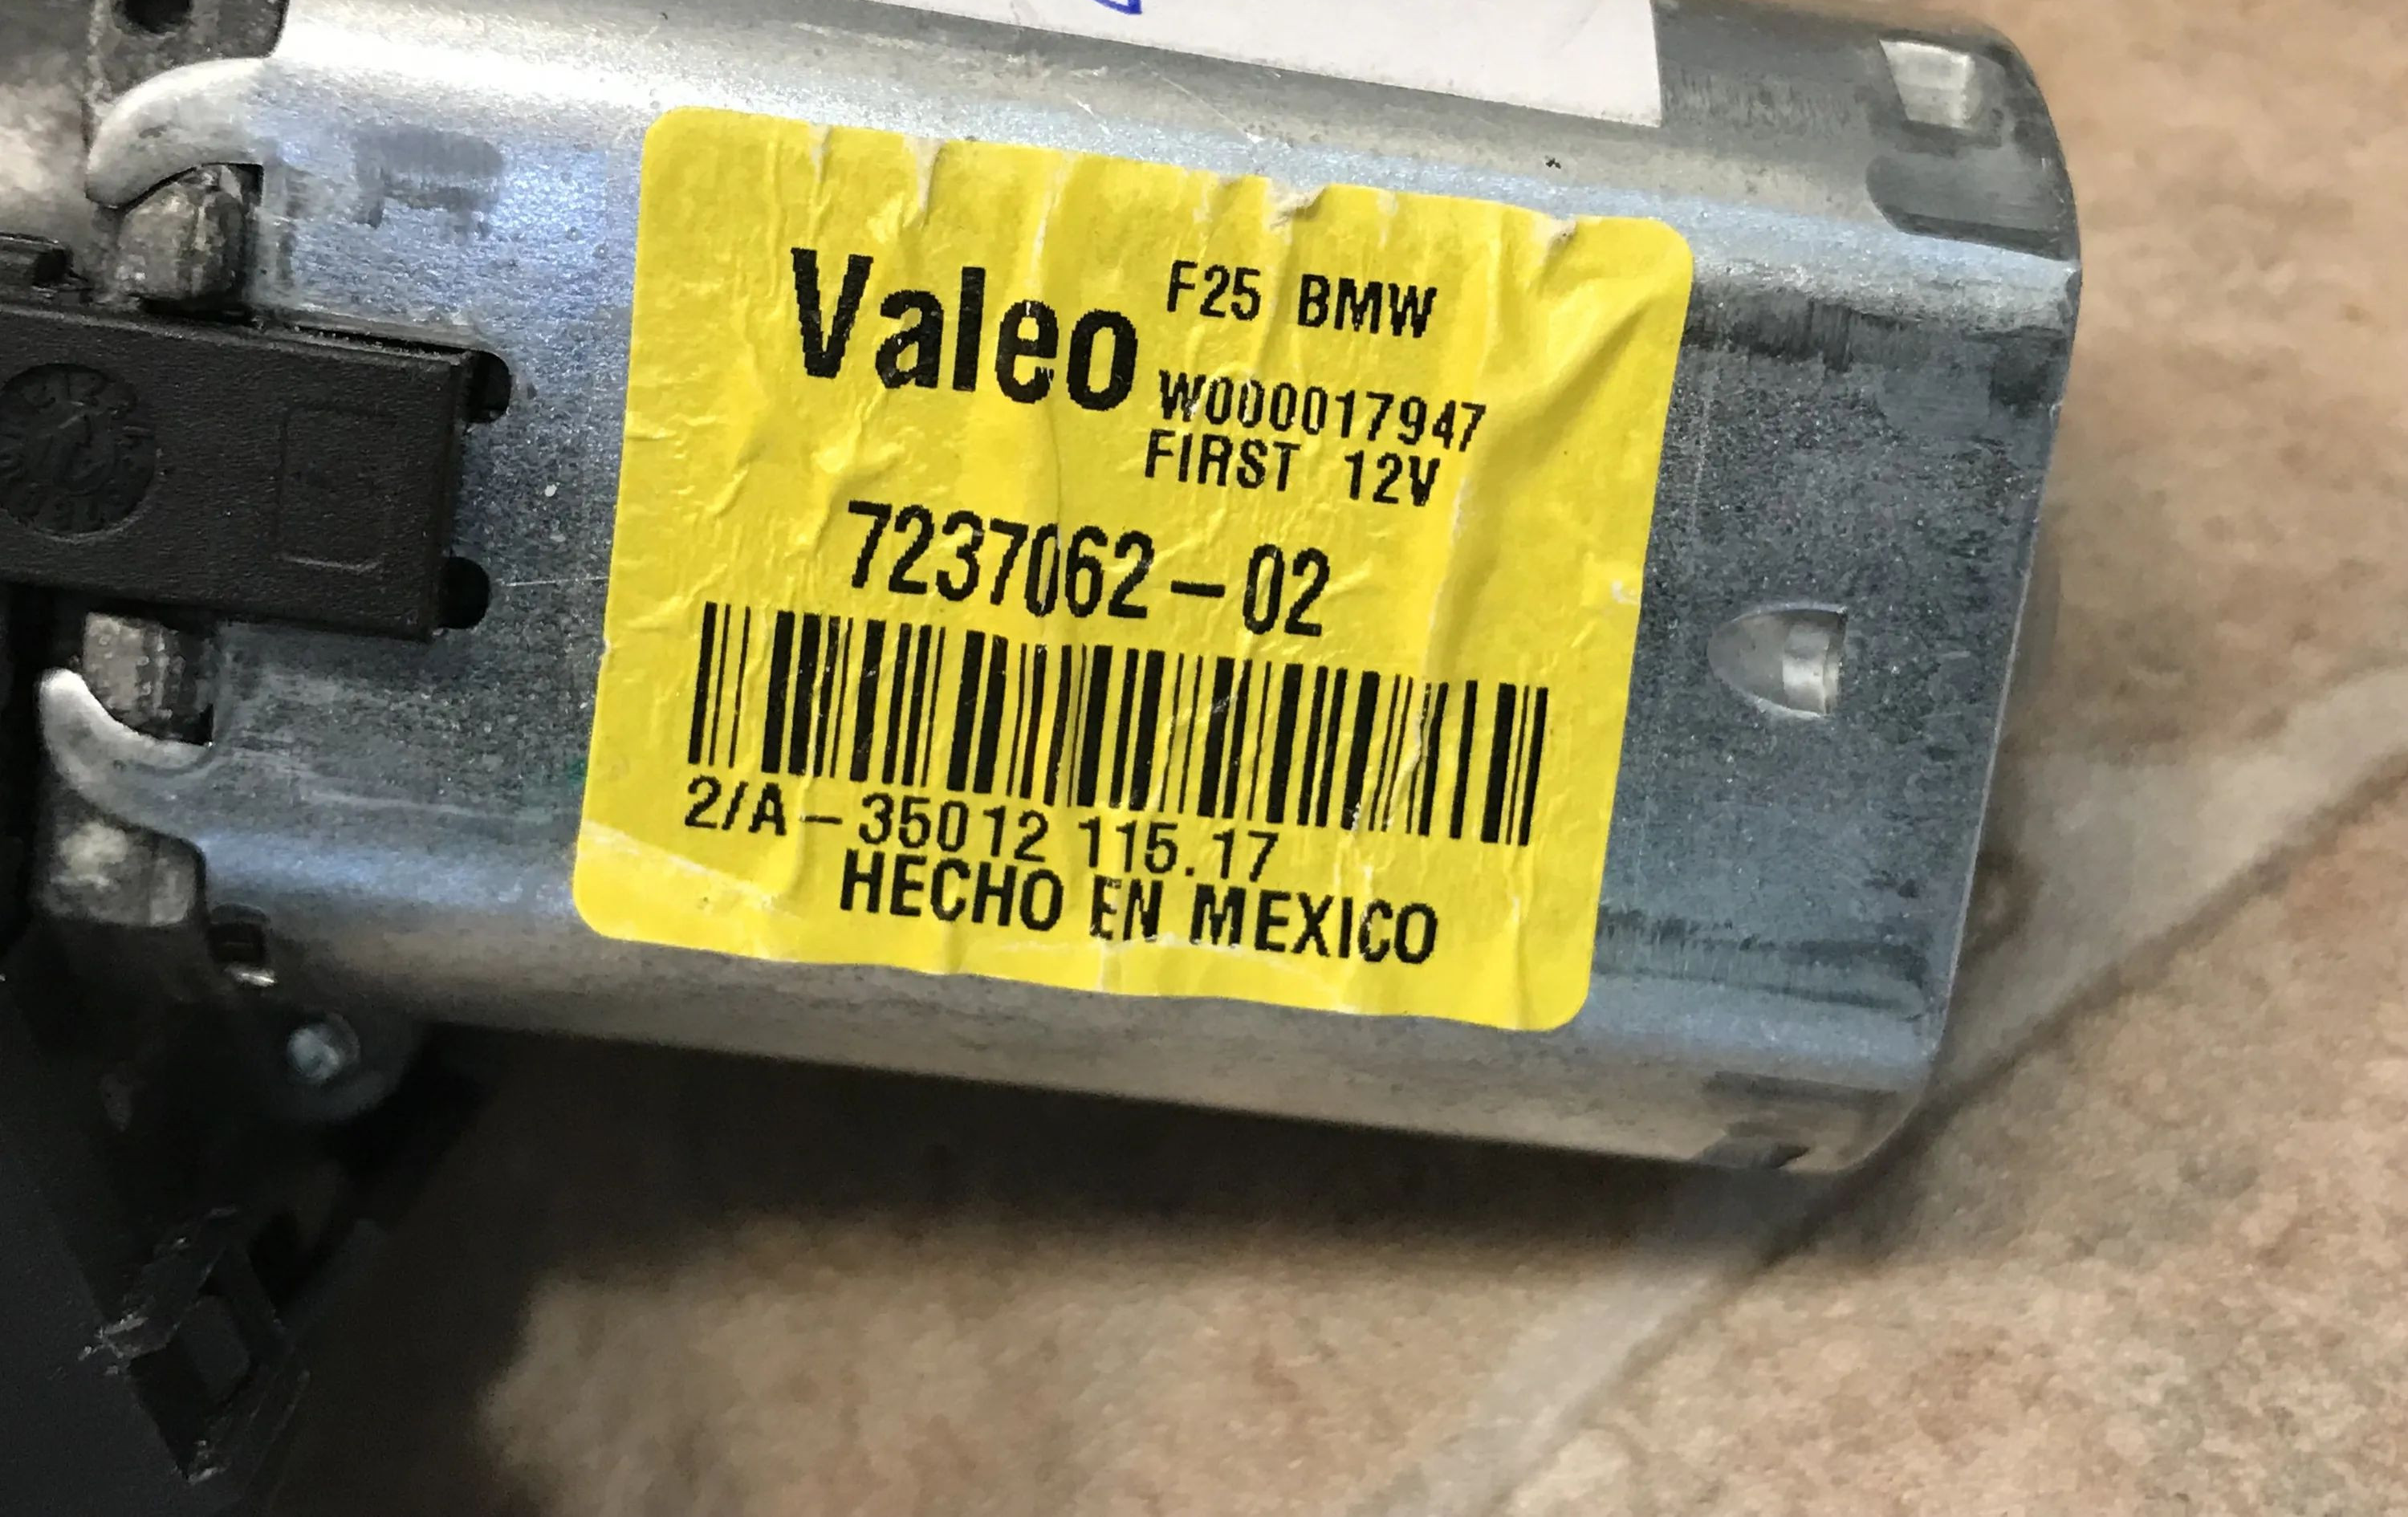 Valeo F25 BMW
W000017947
FIRST 12V
7237062-02
2/A-35012 115.17
HECHO EN MEXICO